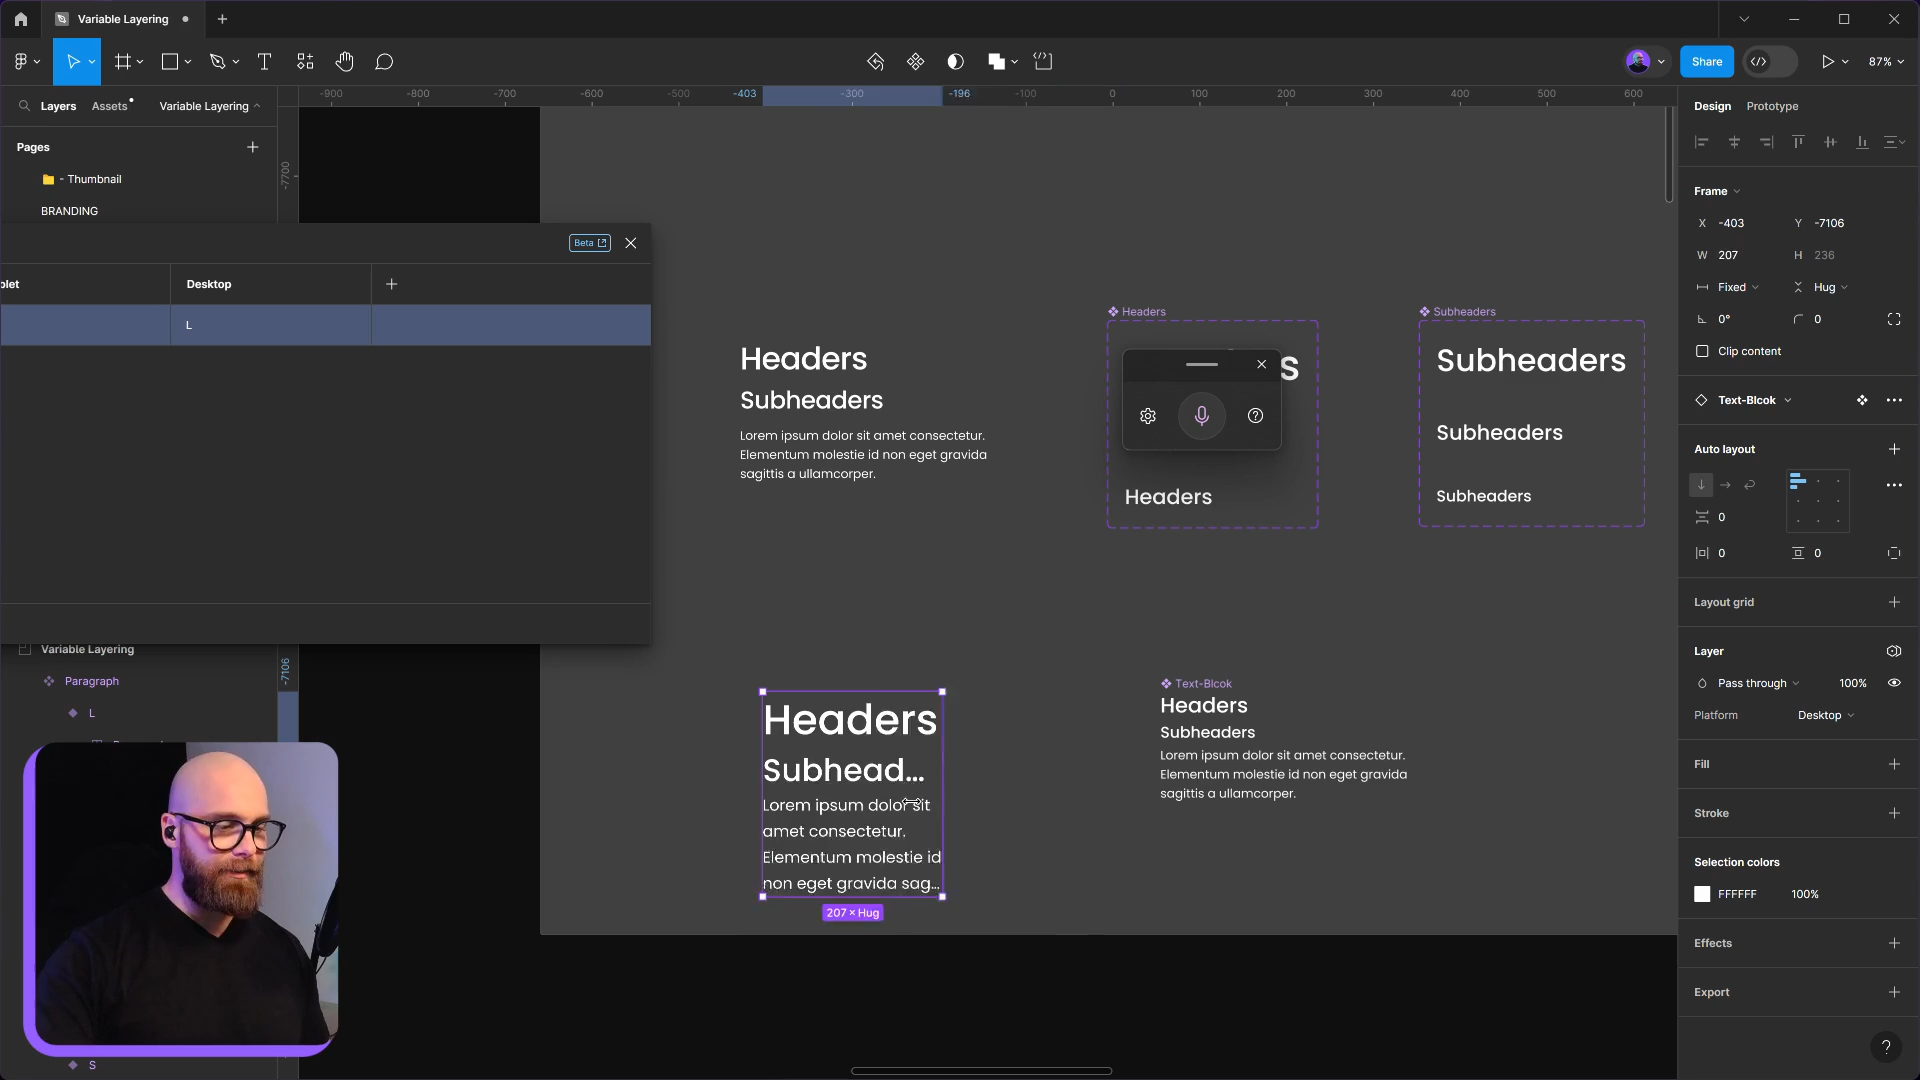 Variable Layering
Share
87%
Layers
Assets
Variable Layering
-900
-800
-700
-600
-500
-403
-300
-196
-100
0
100
200
300
400
500
600
Design
Prototype
Pages
- Thumbnail
BRANDING
-7700
Beta
Desktop
L
Variable Layering
Paragraph
L
S
-7106
Headers
Subheaders
Lorem ipsum dolor sit amet consectetur.
Elementum molestie id non eget gravida
sagittis a ullamcorper.
Headers
Headers
Subheaders
Subheaders
Subheaders
Subheaders
Headers
Subhead...
Lorem ipsum dolor sit
amet consectetur.
Elementum molestie id
non eget gravida sag...
207 × Hug
Text-Blcok
Headers
Subheaders
Lorem ipsum dolor sit amet consectetur.
Elementum molestie id non eget gravida
sagittis a ullamcorper.
Frame
X -403 Y -7106
W 207 H 236
Fixed Hug
0° 0
Clip content
Text-Blcok
Auto layout
0
0 0
Layout grid
Layer
Pass through 100%
Platform Desktop
Fill
Stroke
Selection colors
FFFFFF 100%
Effects
Export
?